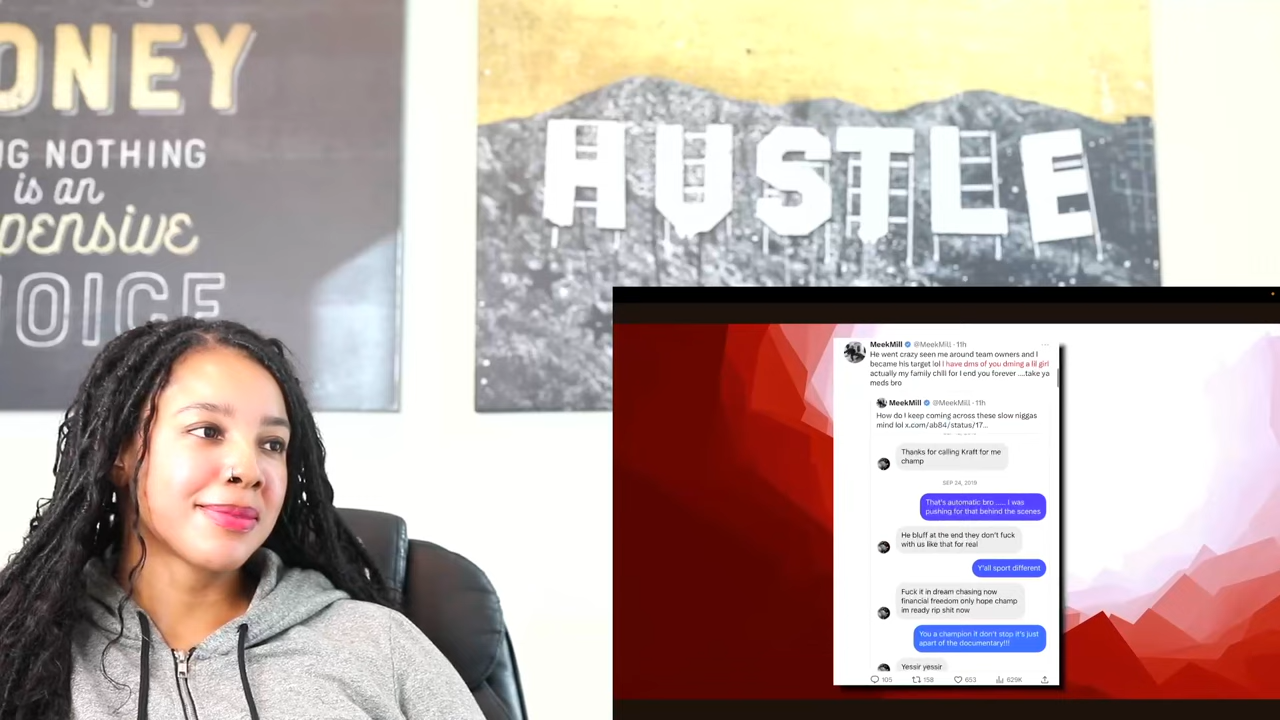 ONEY
G NOTHING
is an
pensive
OICE
HUSTLE
MeekMill @MeekMill · 11h
He went crazy seen me around team owners and I
became his target lol I have dms of you dming a lil girl
actually my family chill for I end you forever ....take ya
meds bro
MeekMill @MeekMill · 11h
How do I keep coming across these slow niggas
mind lol x.com/ab84/status/17...
Thanks for calling Kraft for me
champ
SEP 24, 2019
That's automatic bro ..... I was
pushing for that behind the scenes
He bluff at the end they don't fuck
with us like that for real
Y'all sport different
Fuck it in dream chasing now
financial freedom only hope champ
im ready rip shit now
You a champion it don't stop it's just
apart of the documentary!!!
Yessir yessir
105 158 653 629K